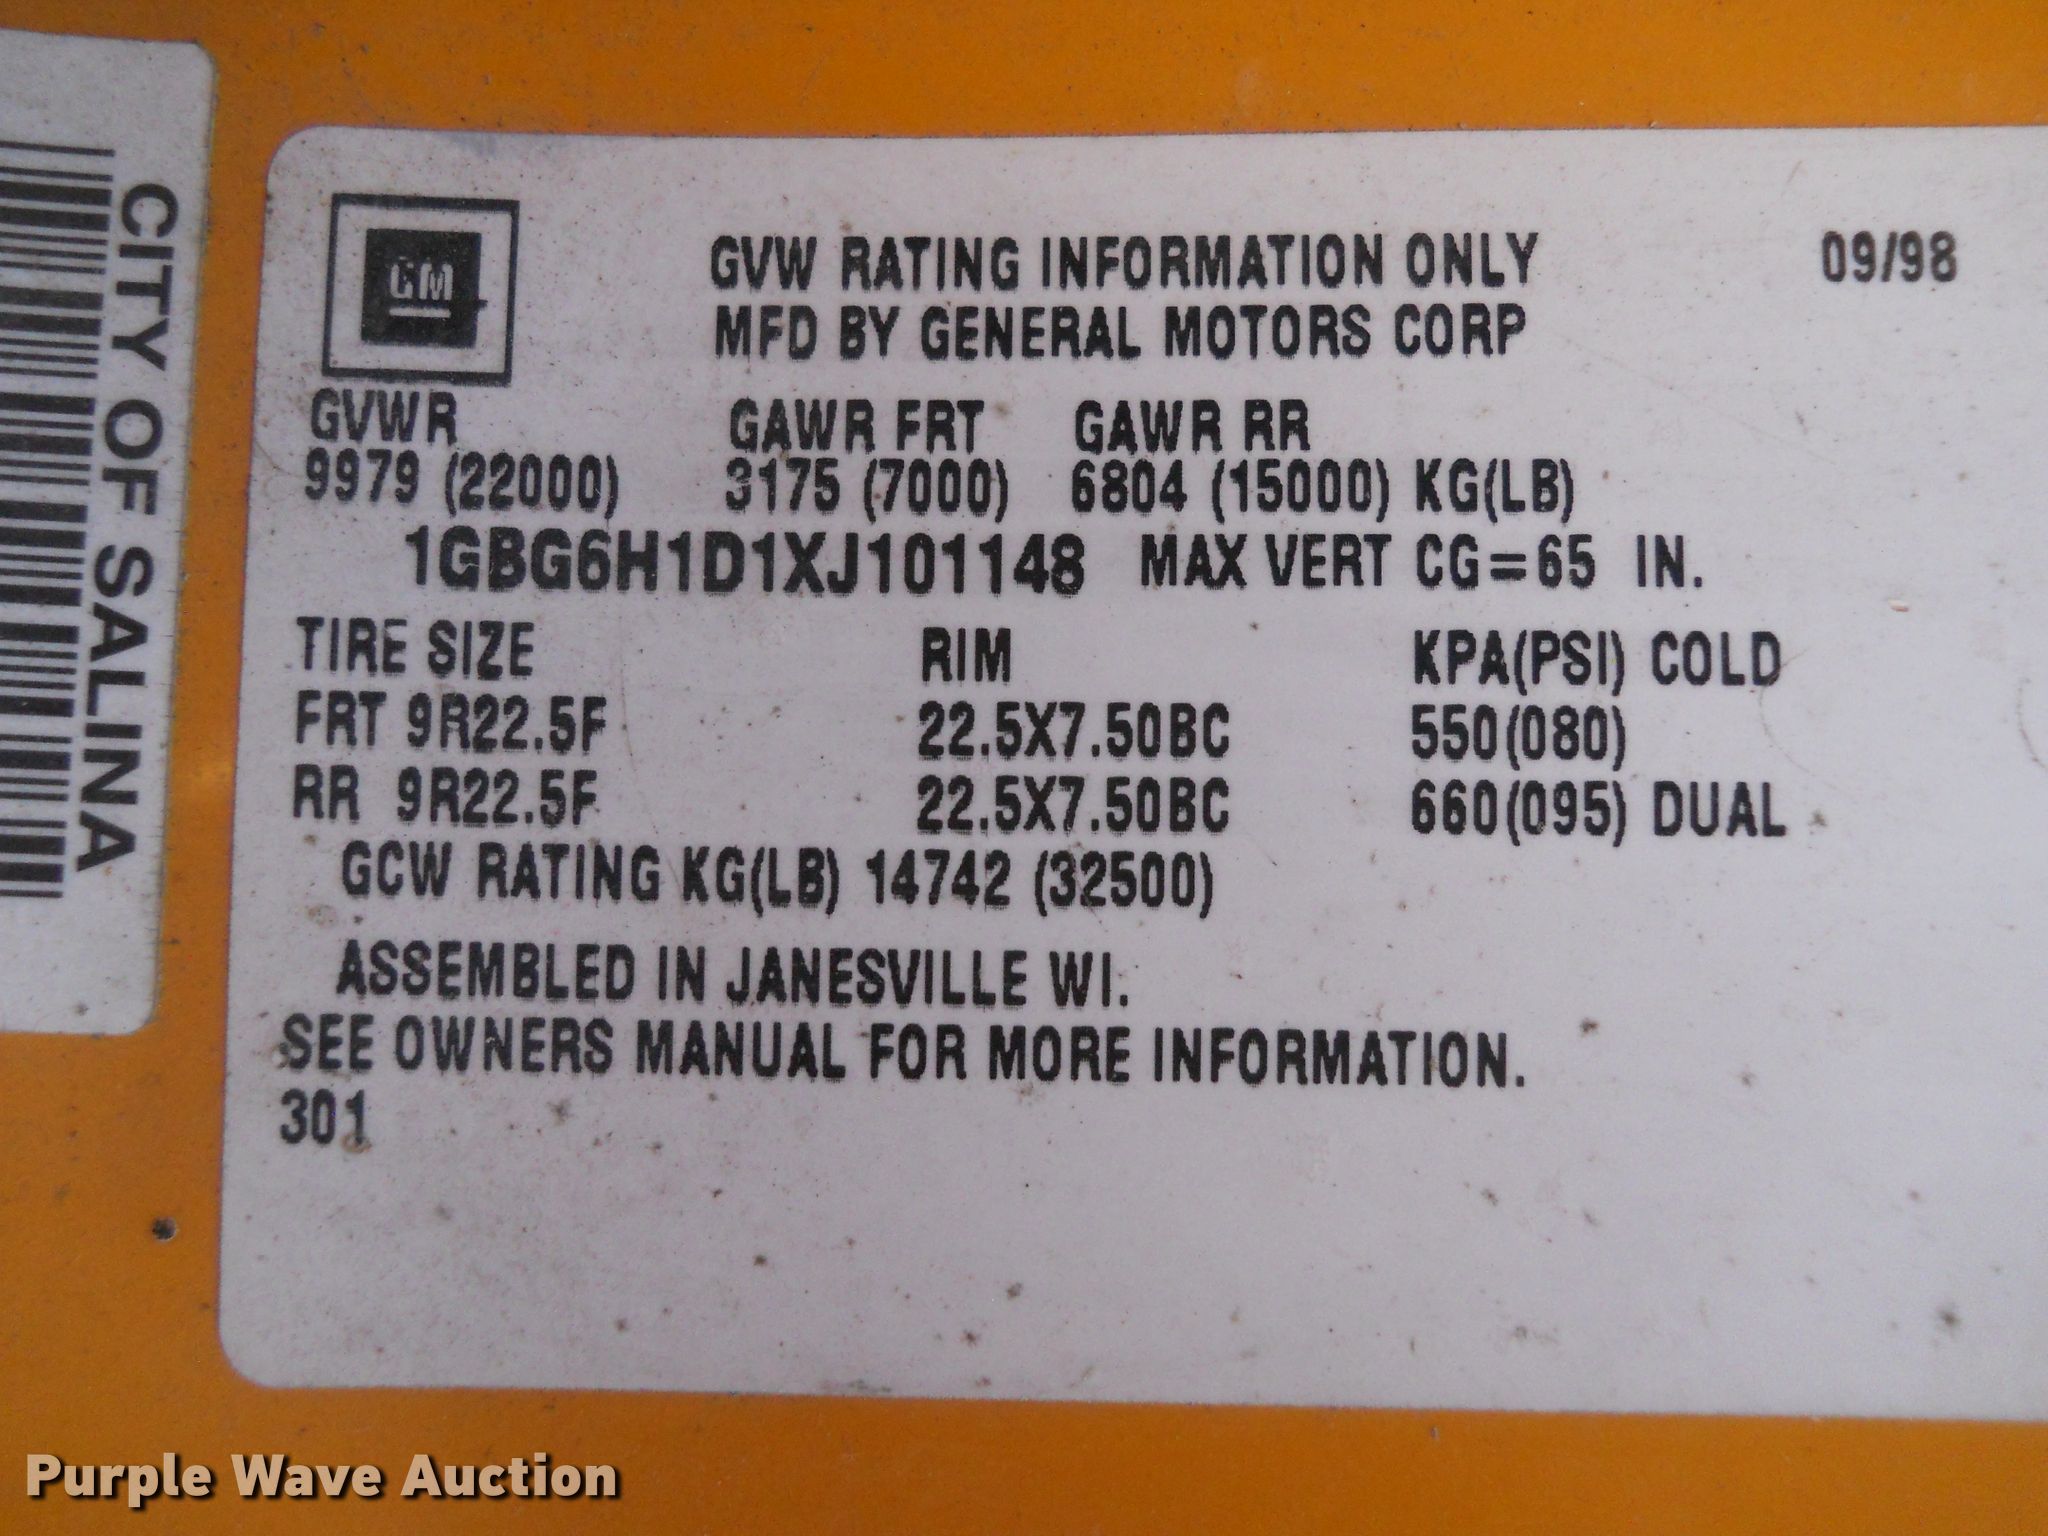 CITY OF SALINA
GM
GVW RATING INFORMATION ONLY 09/98
MFD BY GENERAL MOTORS CORP
GVWR GAWR FRT GAWR RR
9979 (22000) 3175 (7000) 6804 (15000) KG(LB)
1GBG6H1D1XJ101148 MAX VERT CG=65 IN.
TIRE SIZE RIM KPA(PSI) COLD
FRT 9R22.5F 22.5X7.50BC 550(080)
RR 9R22.5F 22.5X7.50BC 660(095) DUAL
GCW RATING KG(LB) 14742 (32500)
ASSEMBLED IN JANESVILLE WI.
SEE OWNERS MANUAL FOR MORE INFORMATION.
301
Purple Wave Auction